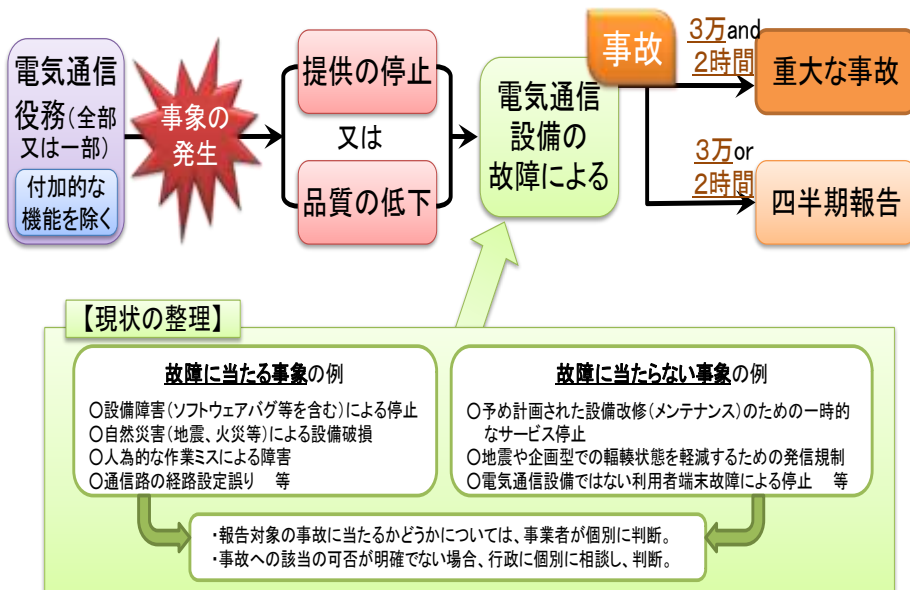 電気通信
役務(全部
又は一部)
付加的な
機能を除く
事象の
発生
提供の停止
又は
品質の低下
電気通信
設備の
故障による
事故
3万and
2時間
重大な事故
3万or
2時間
四半期報告
【現状の整理】
故障に当たる事象の例
○設備障害(ソフトウェアバグ等を含む)による停止
○自然災害(地震、火災等)による設備破損
○人為的な作業ミスによる障害
○通信路の経路設定誤り 等
故障に当たらない事象の例
○予め計画された設備改修(メンテナンス)のための一時的
なサービス停止
○地震や企画型での輻輳状態を軽減するための発信規制
○電気通信設備ではない利用者端末故障による停止 等
・報告対象の事故に当たるかどうかについては、事業者が個別に判断。
・事故への該当の可否が明確でない場合、行政に個別に相談し、判断。